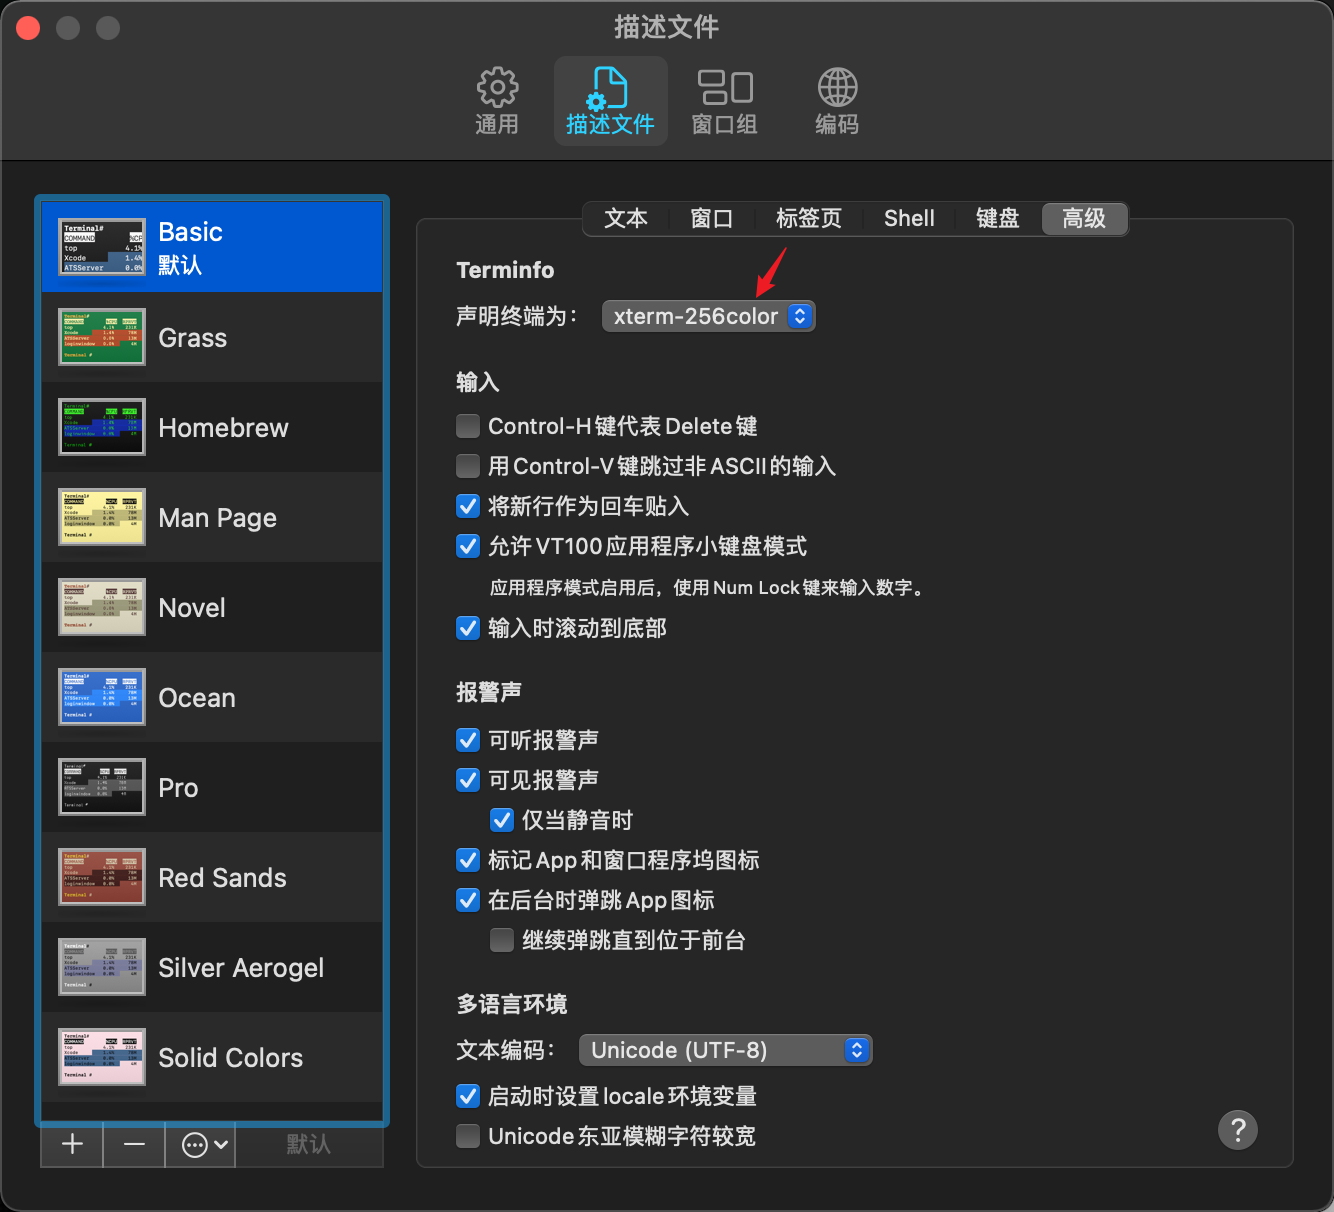 描述文件
通用
描述文件
窗口组
编码
Basic
默认
Grass
Homebrew
Man Page
Novel
Ocean
Pro
Red Sands
Silver Aerogel
Solid Colors
默认
文本
窗口
标签页
Shell
键盘
高级
Terminfo
声明终端为：
xterm-256color
输入
Control-H 键代表 Delete 键
用 Control-V 键跳过非 ASCII 的输入
将新行作为回车贴入
允许 VT100 应用程序小键盘模式
应用程序模式启用后，使用 Num Lock 键来输入数字。
输入时滚动到底部
报警声
可听报警声
可见报警声
仅当静音时
标记 App 和窗口程序坞图标
在后台时弹跳 App 图标
继续弹跳直到位于前台
多语言环境
文本编码：
Unicode (UTF-8)
启动时设置 locale 环境变量
Unicode 东亚模糊字符较宽
?